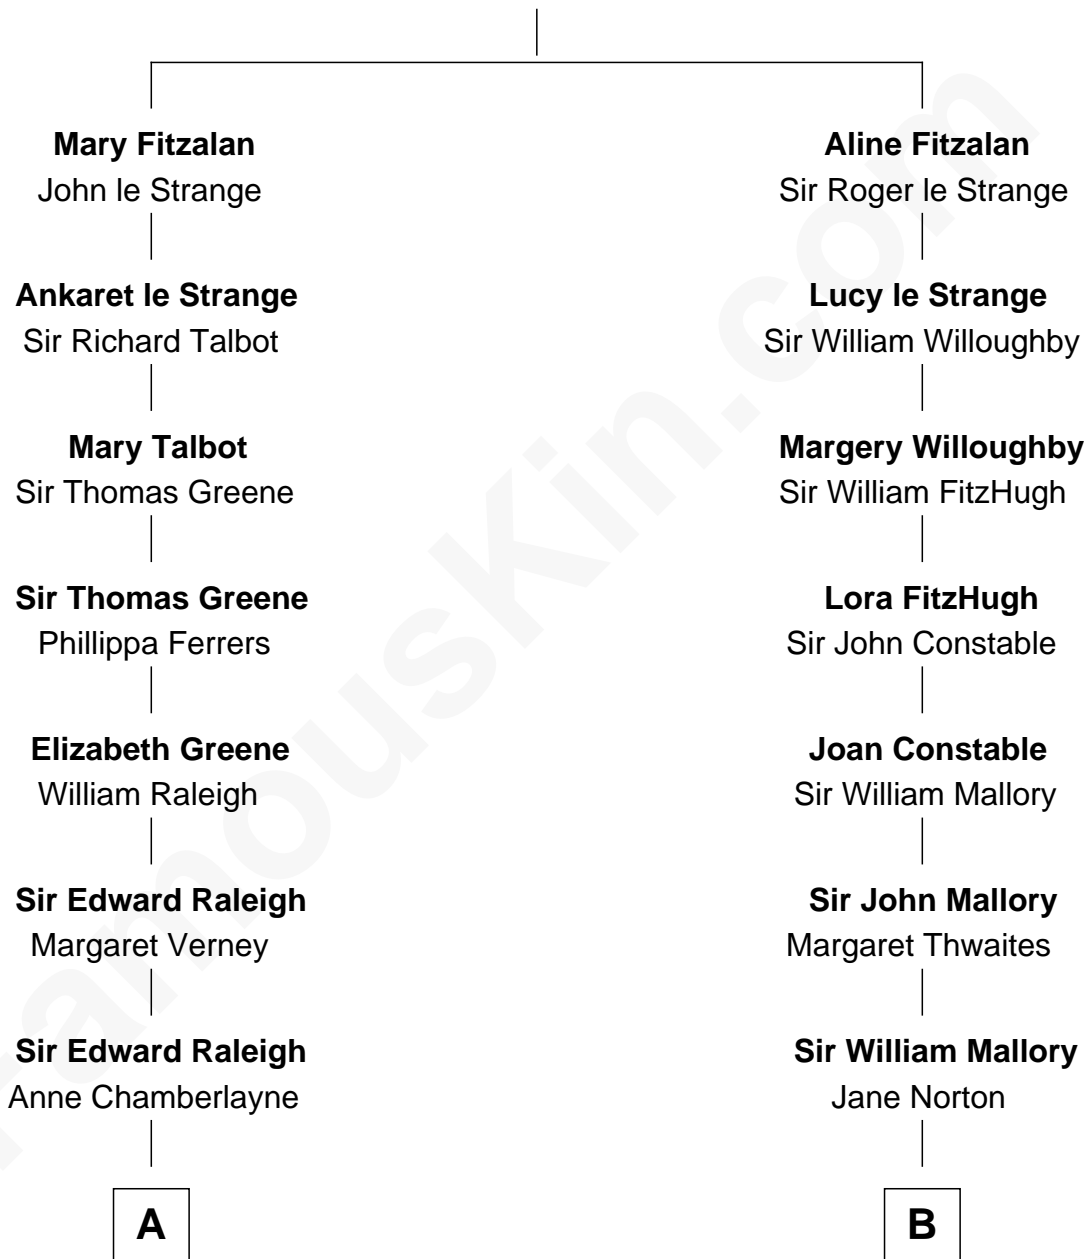 Mary Fitzalan
John le Strange
Ankaret le Strange
Sir Richard Talbot
Mary Talbot
Sir Thomas Greene
Sir Thomas Greene
Phillippa Ferrers
Elizabeth Greene
William Raleigh
Sir Edward Raleigh
Margaret Verney
Sir Edward Raleigh
Anne Chamberlayne
A
Aline Fitzalan
Sir Roger le Strange
Lucy le Strange
Sir William Willoughby
Margery Willoughby
Sir William FitzHugh
Lora FitzHugh
Sir John Constable
Joan Constable
Sir William Mallory
Sir John Mallory
Margaret Thwaites
Sir William Mallory
Jane Norton
B
FamousKin.com